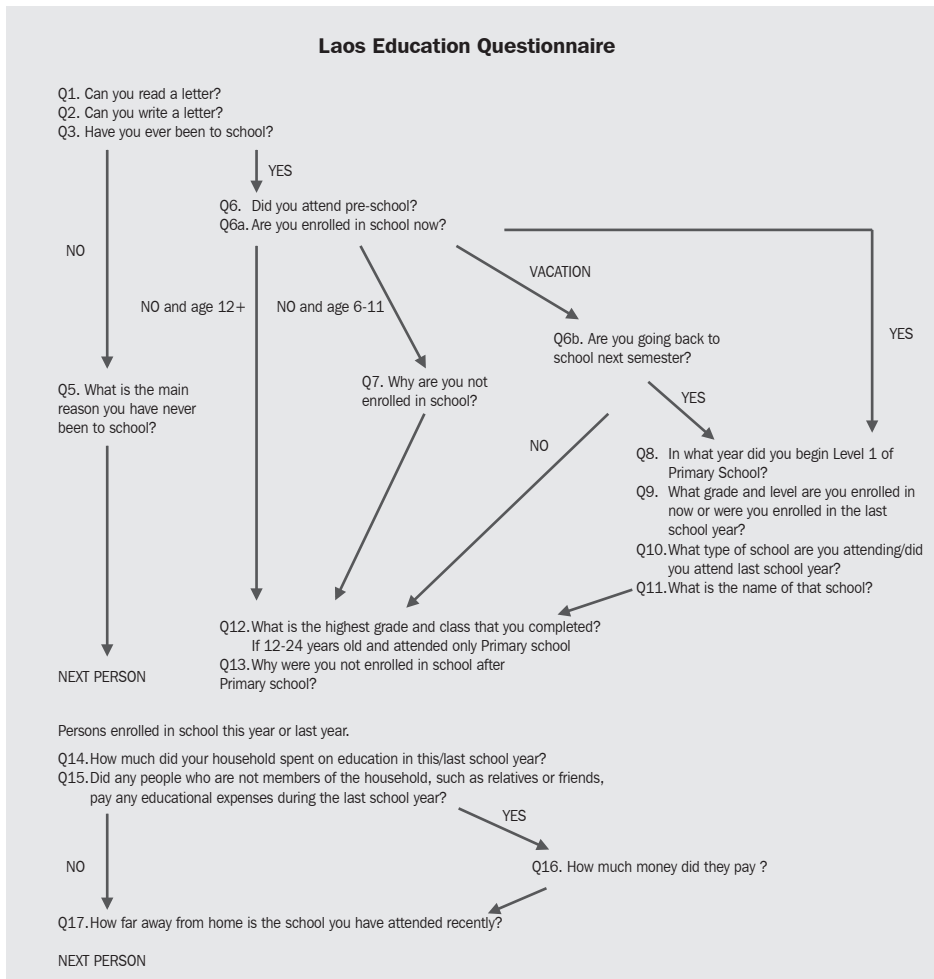 Laos Education Questionnaire
Q1. Can you read a letter?
Q2. Can you write a letter?
Q3. Have you ever been to school?
YES
Q6. Did you attend pre-school?
Q6a. Are you enrolled in school now?
NO
VACATION
NO and age 12+
NO and age 6-11
YES
Q6b. Are you going back to
school next semester?
Q5. What is the main
reason you have never
been to school?
Q7. Why are you not
enrolled in school?
YES
NO
Q8. In what year did you begin Level 1 of
Primary School?
Q9. What grade and level are you enrolled in
now or were you enrolled in the last
school year?
Q10. What type of school are you attending/did
you attend last school year?
Q11. What is the name of that school?
Q12. What is the highest grade and class that you completed?
If 12-24 years old and attended only Primary school
Q13. Why were you not enrolled in school after
Primary school?
NEXT PERSON
Persons enrolled in school this year or last year.
Q14. How much did your household spent on education in this/last school year?
Q15. Did any people who are not members of the household, such as relatives or friends,
pay any educational expenses during the last school year?
YES
NO
Q16. How much money did they pay ?
Q17. How far away from home is the school you have attended recently?
NEXT PERSON